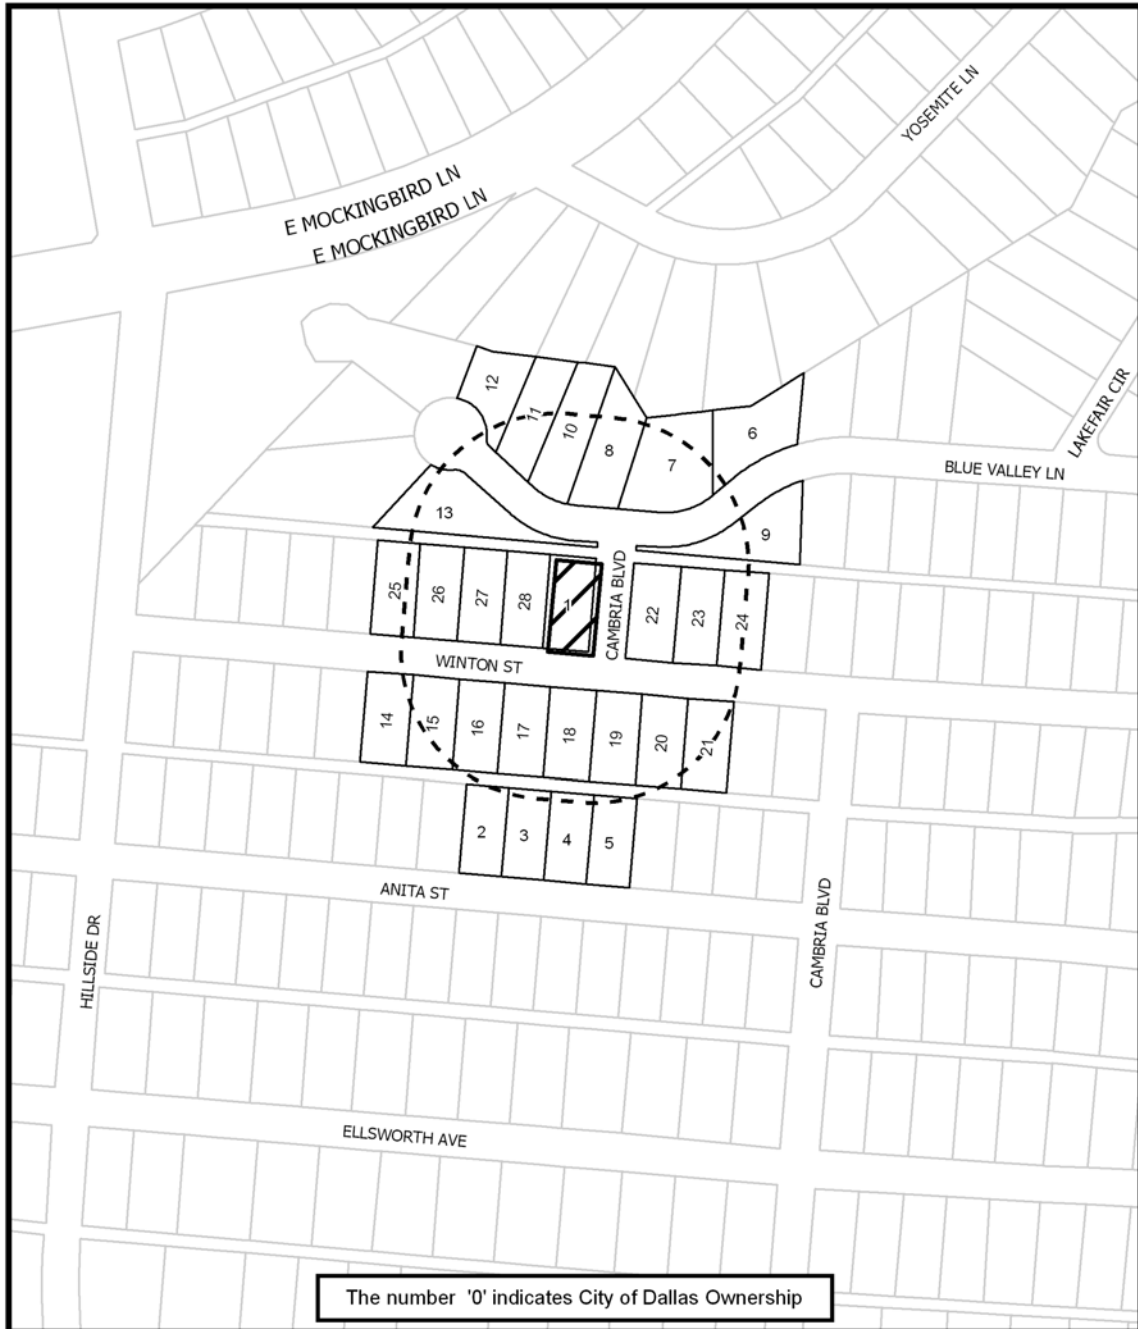 YOSEMITE LN
E MOCKINGBIRD LN
E MOCKINGBIRD LN
LAKEFAIR CIR
12
11
10
8
7
6
BLUE VALLEY LN
13
9
25
26
27
28
1
CAMBRIA BLVD
22
23
24
WINTON ST
14
15
16
17
18
19
20
21
2
3
4
5
ANITA ST
HILLSIDE DR
CAMBRIA BLVD
ELLSWORTH AVE
The number '0' indicates City of Dallas Ownership